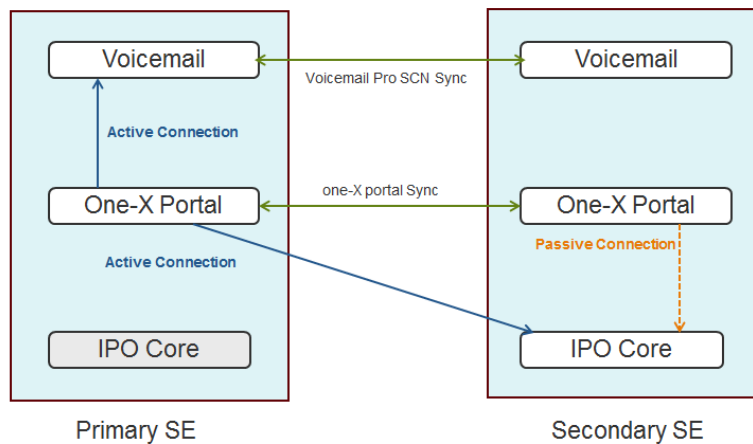 Voicemail
Voicemail
Voicemail Pro SCN Sync
Active Connection
one-X portal Sync
One-X Portal
One-X Portal
Active Connection
Passive Connection
IPO Core
IPO Core
Primary SE
Secondary SE